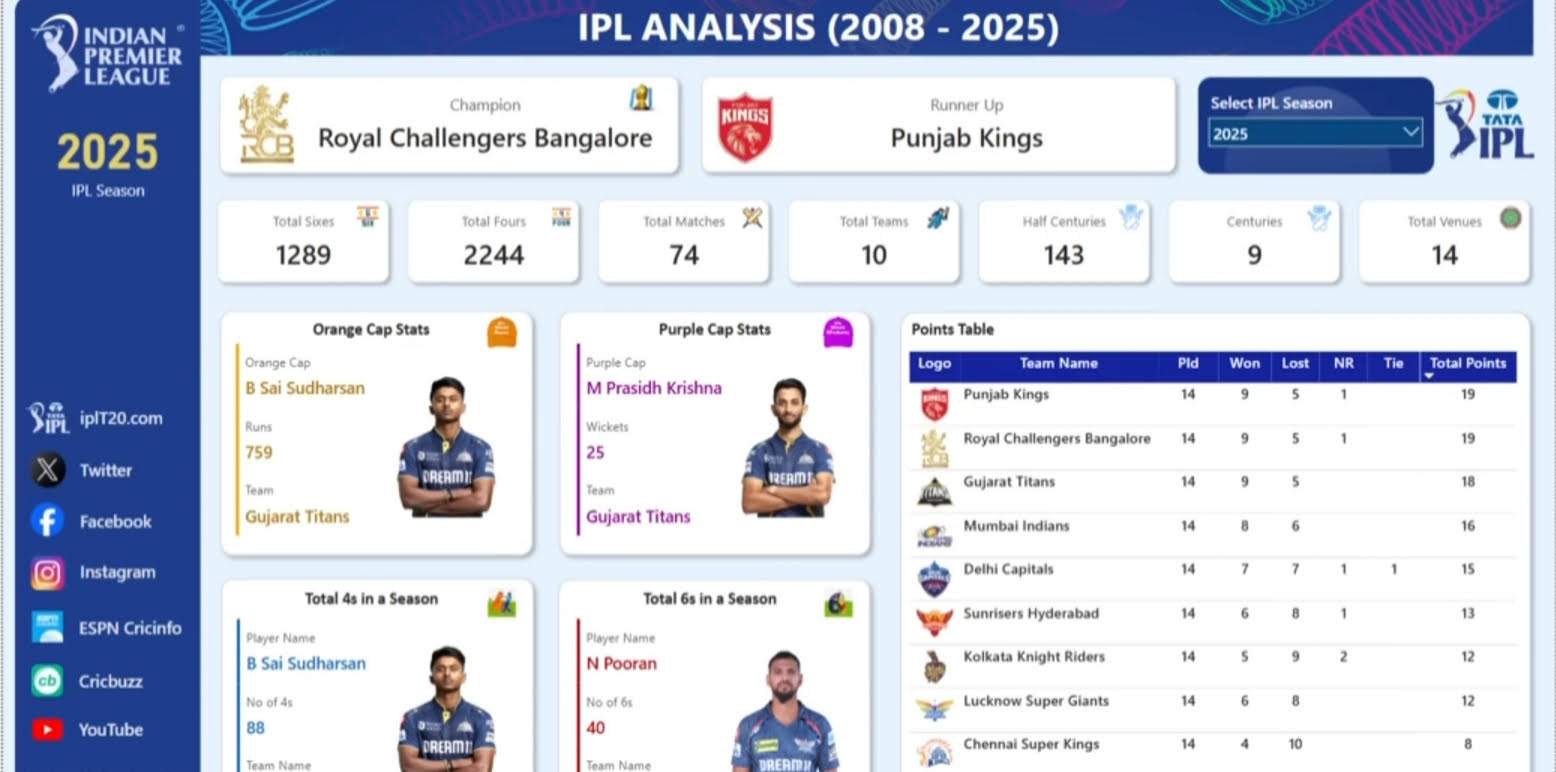 INDIAN
PREMIER
LEAGUE
2025
IPL Season
iplT20.com
Twitter
Facebook
Instagram
ESPN Cricinfo
Cricbuzz
YouTube
IPL ANALYSIS (2008 - 2025)
RCB
Champion
Royal Challengers Bangalore
KINGS
Runner Up
Punjab Kings
Select IPL Season
2025
TATA
IPL
Total Sixes
1289
Total Fours
2244
Total Matches
74
Total Teams
10
Half Centuries
143
Centuries
9
Total Venues
14
Orange Cap Stats
Orange Cap
B Sai Sudharsan
Runs
759
Team
Gujarat Titans
Purple Cap Stats
Purple Cap
M Prasidh Krishna
Wickets
25
Team
Gujarat Titans
Total 4s in a Season
Player Name
B Sai Sudharsan
No of 4s
88
Team Name
Total 6s in a Season
Player Name
N Pooran
No of 6s
40
Team Name
Points Table
Logo Team Name Pld Won Lost NR Tie Total Points
Punjab Kings 14 9 5 1 19
Royal Challengers Bangalore 14 9 5 1 19
Gujarat Titans 14 9 5 18
Mumbai Indians 14 8 6 16
Delhi Capitals 14 7 7 1 1 15
Sunrisers Hyderabad 14 6 8 1 13
Kolkata Knight Riders 14 5 9 2 12
Lucknow Super Giants 14 6 8 12
Chennai Super Kings 14 4 10 8